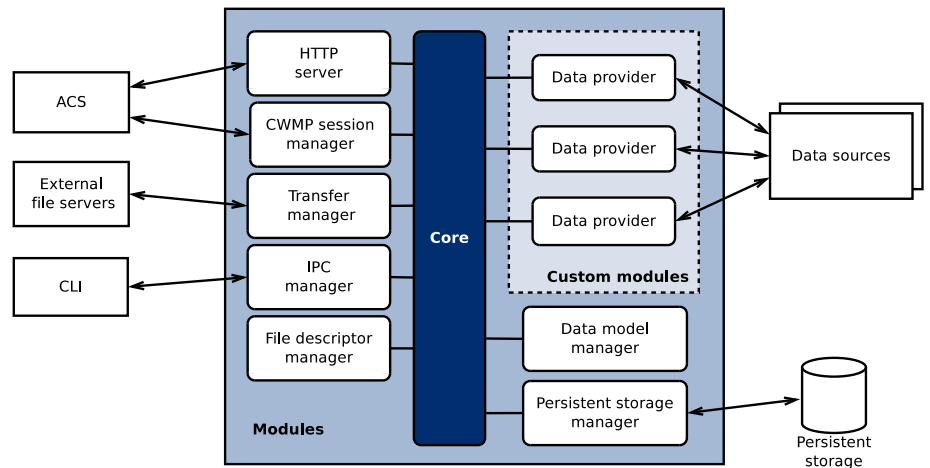 ACS
External
file servers
CLI
HTTP
server
CWMP session
manager
Transfer
manager
IPC
manager
File descriptor
manager
Modules
Core
Data provider
Data provider
Data provider
Custom modules
Data model
manager
Persistent storage
manager
Data sources
Persistent
storage